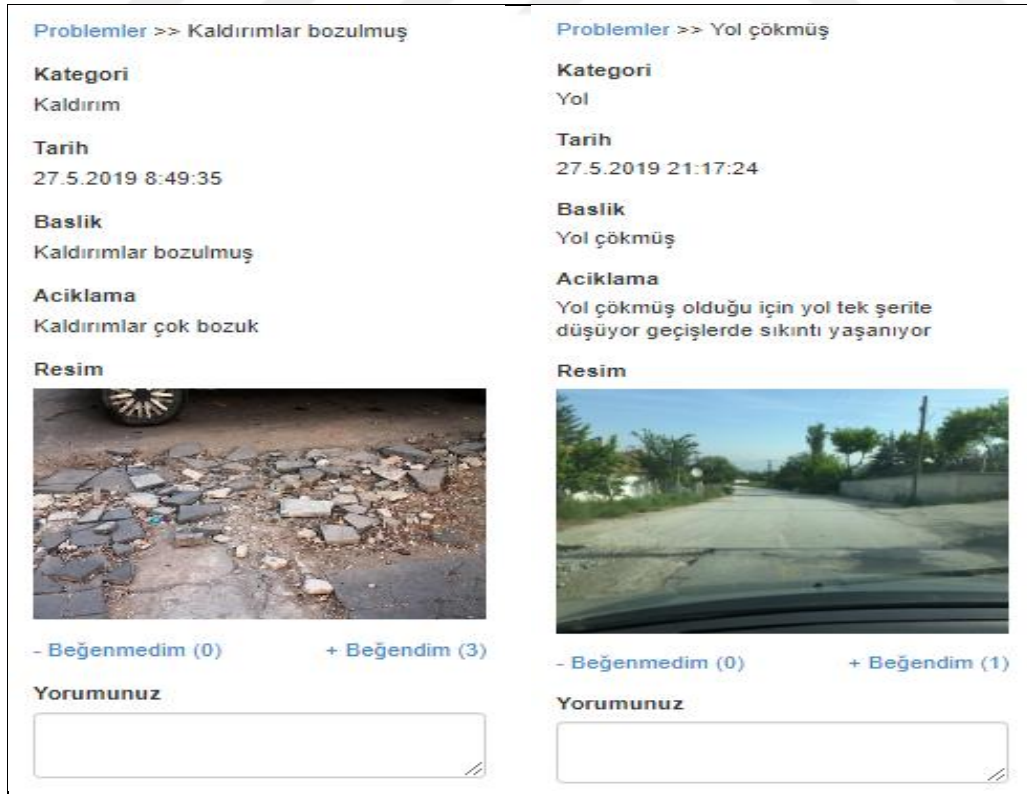 Problemler >> Kaldırımlar bozulmuş
Kategori
Kaldırım
Tarih
27.5.2019 8:49:35
Baslik
Kaldırımlar bozulmuş
Aciklama
Kaldırımlar çok bozuk
Resim
- Beğenmedim (0)
+ Beğendim (3)
Yorumunuz
Problemler >> Yol çökmüş
Kategori
Yol
Tarih
27.5.2019 21:17:24
Baslik
Yol çökmüş
Aciklama
Yol çökmüş olduğu için yol tek şerite
düşüyor geçişlerde sıkıntı yaşanıyor
Resim
- Beğenmedim (0)
+ Beğendim (1)
Yorumunuz